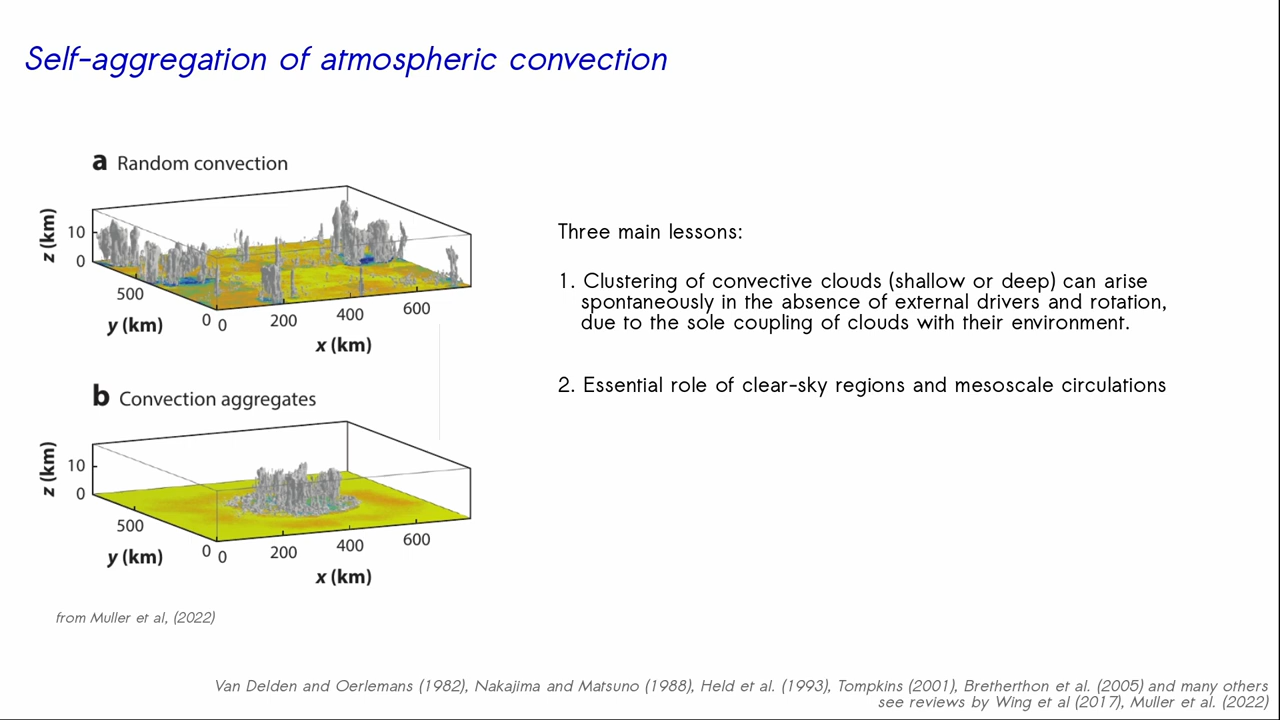 Self-aggregation of atmospheric convection
a Random convection
z (km)
10
0
500
0
y (km)
0
200
400
600
x (km)
b Convection aggregates
z (km)
10
0
500
0
y (km)
0
200
400
600
x (km)
from Muller et al, (2022)
Three main lessons:
1. Clustering of convective clouds (shallow or deep) can arise
spontaneously in the absence of external drivers and rotation,
due to the sole coupling of clouds with their environment.
2. Essential role of clear-sky regions and mesoscale circulations
Van Delden and Oerlemans (1982), Nakajima and Matsuno (1988), Held et al. (1993), Tompkins (2001), Bretherthon et al. (2005) and many others
see reviews by Wing et al (2017), Muller et al. (2022)